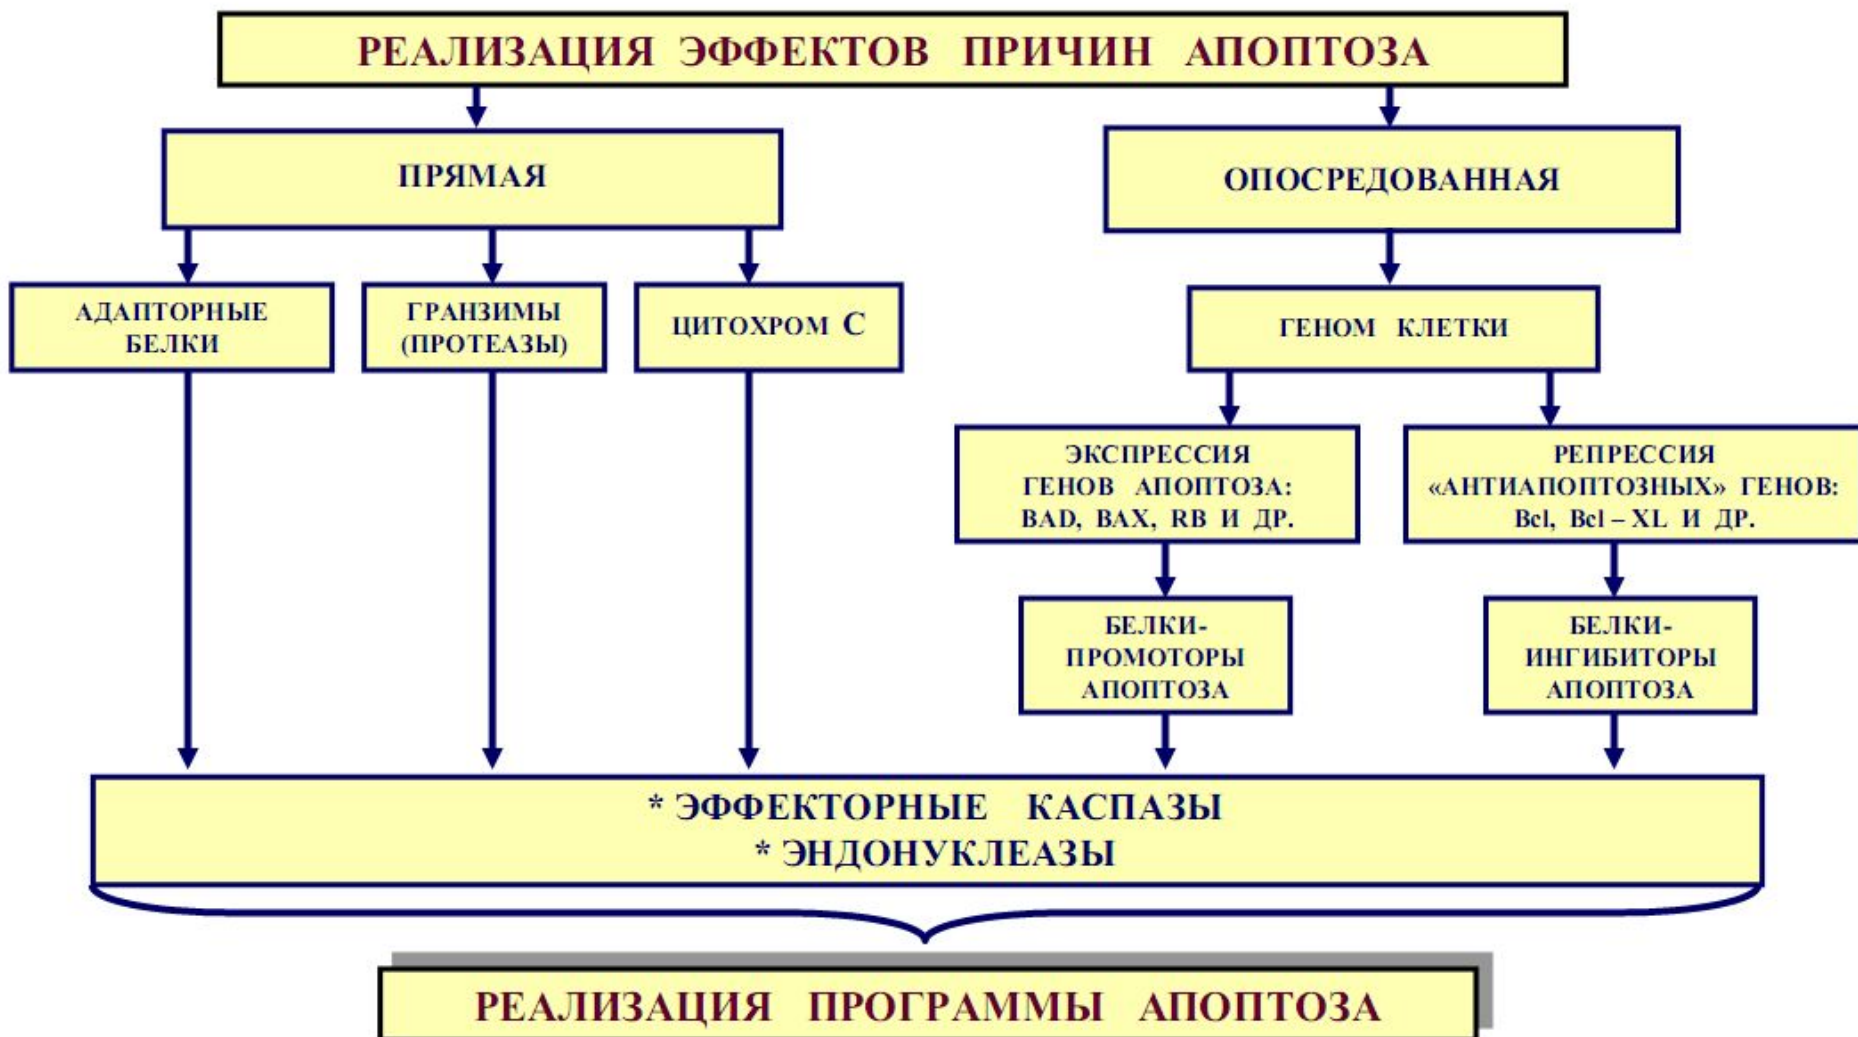 РЕАЛИЗАЦИЯ ЭФФЕКТОВ ПРИЧИН АПОПТОЗА
ПРЯМАЯ
ОПОСРЕДОВАННАЯ
АДАПТОРНЫЕ
БЕЛКИ
ГРАНЗИМЫ
(ПРОТЕАЗЫ)
ЦИТОХРОМ С
ГЕНОМ КЛЕТКИ
ЭКСПРЕССИЯ
ГЕНОВ АПОПТОЗА:
BAD, BAX, RB И ДР.
РЕПРЕССИЯ
«АНТИАПОПТОЗНЫХ» ГЕНОВ:
Bcl, Bcl – XL И ДР.
БЕЛКИ-
ПРОМОТОРЫ
АПОПТОЗА
БЕЛКИ-
ИНГИБИТОРЫ
АПОПТОЗА
* ЭФФЕКТОРНЫЕ КАСПАЗЫ
* ЭНДОНУКЛЕАЗЫ
РЕАЛИЗАЦИЯ ПРОГРАММЫ АПОПТОЗА